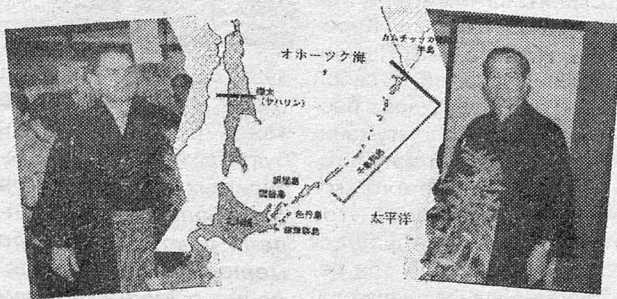 オホーツク海
カムチャッカ
半島
樺太
(サハリン)
千島列島
択捉島
国後島
色丹島
歯舞群島
北海道
太平洋